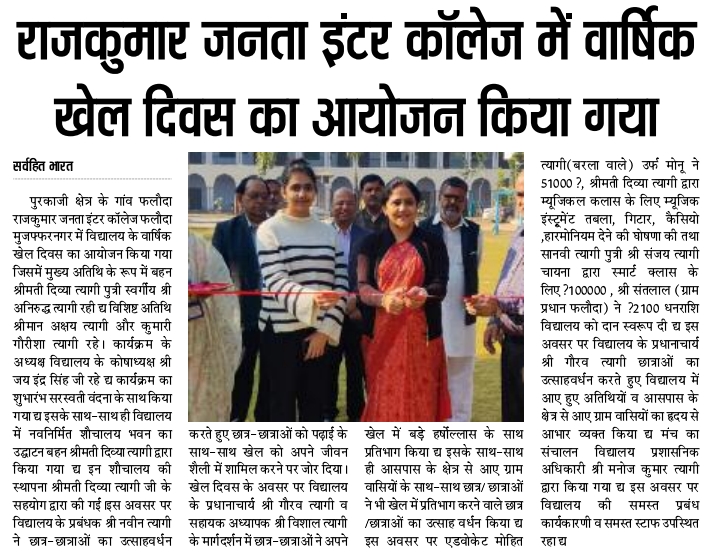 राजकुमार जनता इंटर कॉलेज में वार्षिक
खेल दिवस का आयोजन किया गया
सर्वहित भारत
पुरकाजी क्षेत्र के गांव फलौदा
राजकुमार जनता इंटर कॉलेज फलौदा
मुजफ्फरनगर में विद्यालय के वार्षिक
खेल दिवस का आयोजन किया गया
जिसमें मुख्य अतिथि के रूप में बहन
श्रीमती दिव्या त्यागी पुत्री स्वर्गीय श्री
अनिरुद्ध त्यागी रही द्य विशिष्ट अतिथि
श्रीमान अक्षय त्यागी और कुमारी
गौरीशा त्यागी रहे। कार्यक्रम के
अध्यक्ष विद्यालय के कोषाध्यक्ष श्री
जय इंद्र सिंह जी रहे द्य कार्यक्रम का
शुभारंभ सरस्वती वंदना के साथ किया
गया द्य इसके साथ-साथ ही विद्यालय
में नवनिर्मित शौचालय भवन का
उद्घाटन बहन श्रीमती दिव्या त्यागी द्वारा
किया गया द्य इन शौचालय की
स्थापना श्रीमती दिव्या त्यागी जी के
सहयोग द्वारा की गई।इस अवसर पर
विद्यालय के प्रबंधक श्री नवीन त्यागी
ने छात्र-छात्राओं का उत्साहवर्धन
करते हुए छात्र-छात्राओं को पढ़ाई के
साथ-साथ खेल को अपने जीवन
शैली में शामिल करने पर जोर दिया।
खेल दिवस के अवसर पर विद्यालय
के प्रधानाचार्य श्री गौरव त्यागी व
सहायक अध्यापक श्री विशाल त्यागी
के मार्गदर्शन में छात्र-छात्राओं ने अपने
खेल में बड़े हर्षोल्लास के साथ
प्रतिभाग किया द्य इसके साथ-साथ
ही आसपास के क्षेत्र से आए ग्राम
वासियों के साथ-साथ छात्र/ छात्राओं
ने भी खेल में प्रतिभाग करने वाले छात्र
/छात्राओं का उत्साह वर्धन किया द्य
इस अवसर पर एडवोकेट मोहित
त्यागी(बरला वाले) उर्फ मोनू ने
51000 ?, श्रीमती दिव्या त्यागी द्वारा
म्यूजिकल कलास के लिए म्यूजिक
इंस्ट्रूमेंट तबला, गिटार, कैसियो
,हारमोनियम देने की घोषणा की तथा
सानवी त्यागी पुत्री श्री संजय त्यागी
चायना द्वारा स्मार्ट क्लास के
लिए ?100000 , श्री संतलाल (ग्राम
प्रधान फलौदा) ने ?2100 धनराशि
विद्यालय को दान स्वरूप दी द्य इस
अवसर पर विद्यालय के प्रधानाचार्य
श्री गौरव त्यागी छात्राओं का
उत्साहवर्धन करते हुए विद्यालय में
आए हुए अतिथियों व आसपास के
क्षेत्र से आए ग्राम वासियों का हृदय से
आभार व्यक्त किया द्य मंच का
संचालन विद्यालय प्रशासनिक
अधिकारी श्री मनोज कुमार त्यागी
द्वारा किया गया द्य इस अवसर पर
विद्यालय की समस्त प्रबंध
कार्यकारिणी व समस्त स्टाफ उपस्थित
रहा द्य